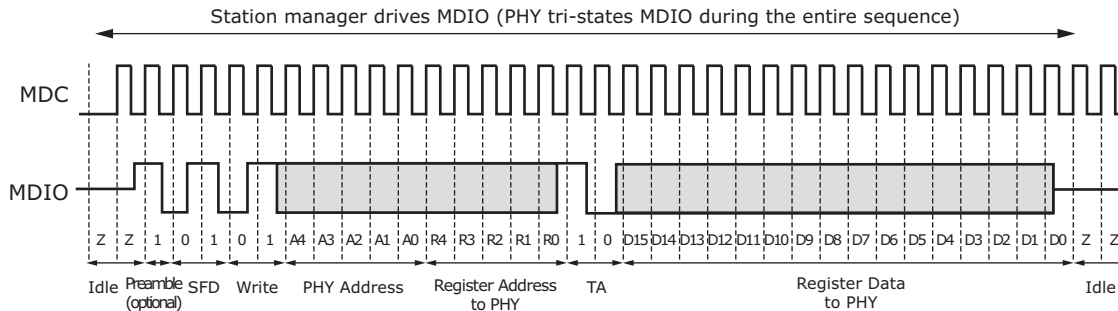 Station manager drives MDIO (PHY tri-states MDIO during the entire sequence)
MDC
MDIO
Z Z 1 0 1 0 1 A4 A3 A2 A1 A0 R4 R3 R2 R1 R0 1 0 D15 D14 D13 D12 D11 D10 D9 D8 D7 D6 D5 D4 D3 D2 D1 D0 Z Z
Idle Preamble (optional) SFD Write PHY Address Register Address to PHY TA Register Data to PHY Idle